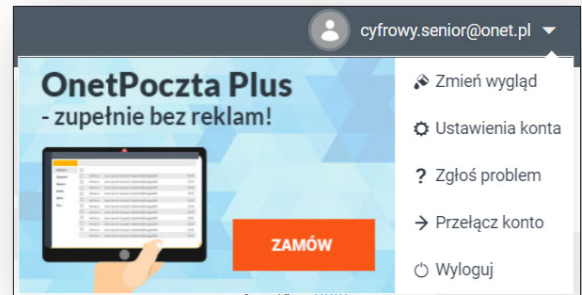 cyfrowy.senior@onet.pl
OnetPoczta Plus
- zupełnie bez reklam!
ZAMÓW
Zmień wygląd
Ustawienia konta
Zgłoś problem
Przełącz konto
Wyloguj